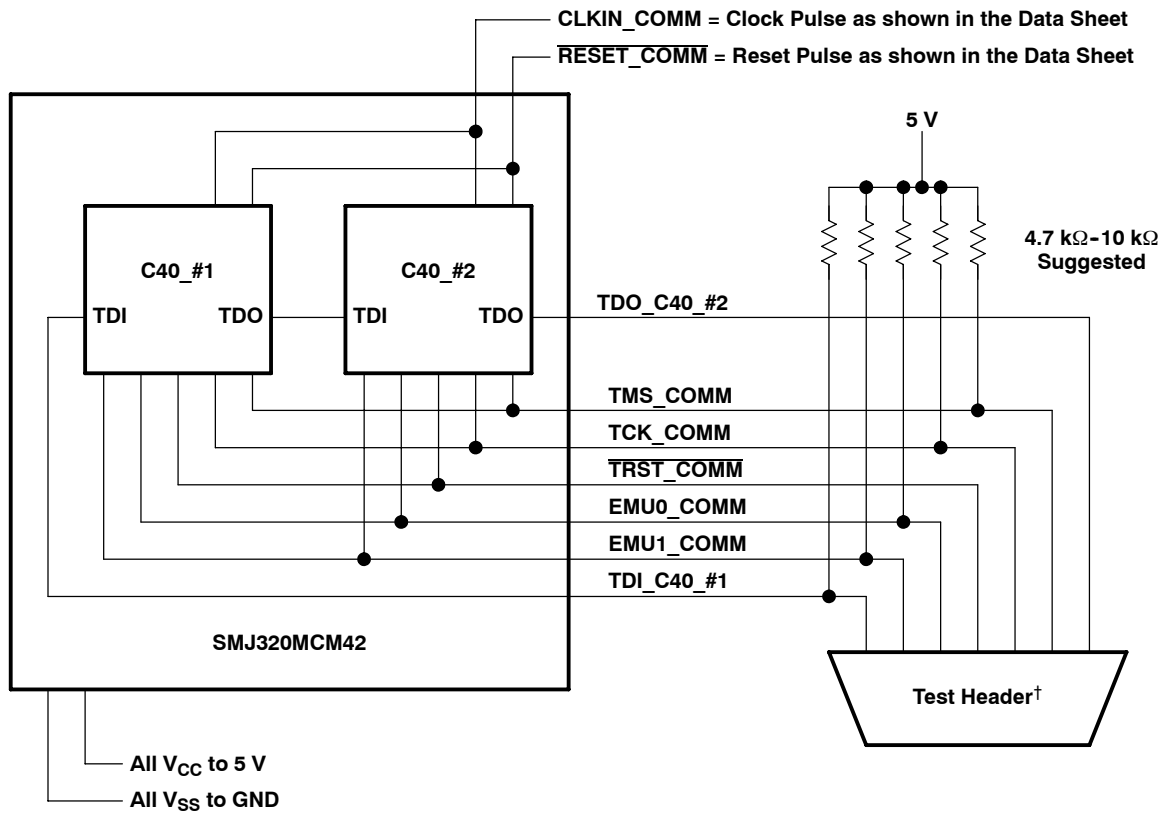 CLKIN_COMM = Clock Pulse as shown in the Data Sheet
R̅E̅S̅E̅T̅_̅C̅O̅M̅M̅ = Reset Pulse as shown in the Data Sheet
5 V
4.7 kΩ-10 kΩ
Suggested
C40_#1
C40_#2
TDI
TDO
TDI
TDO
TDO_C40_#2
TMS_COMM
TCK_COMM
T̅R̅S̅T̅_̅C̅O̅M̅M̅
EMU0_COMM
EMU1_COMM
TDI_C40_#1
SMJ320MCM42
Test Header†
All VCC to 5 V
All VSS to GND